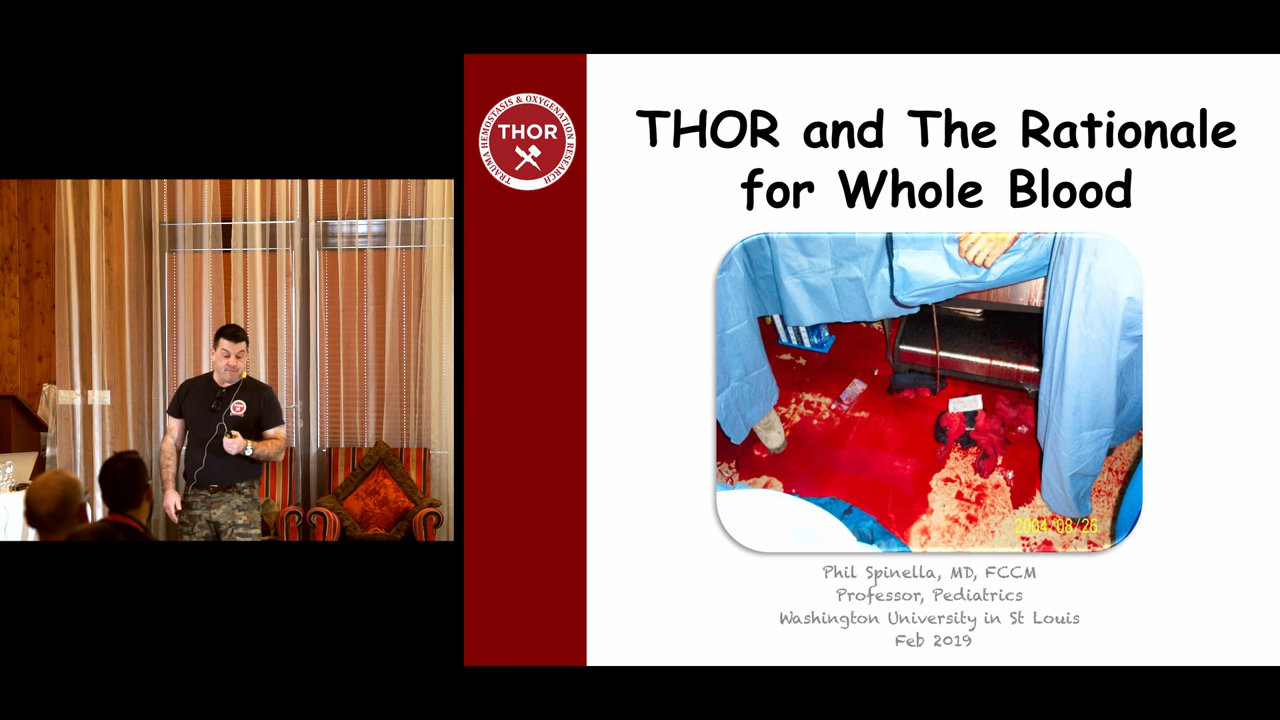 TRAUMA HEMOSTASIS & OXYGENATION RESEARCH
THOR
THOR and The Rationale
for Whole Blood
2004/08/26
Phil Spinella, MD, FCCM
Professor, Pediatrics
Washington University in St Louis
Feb 2019